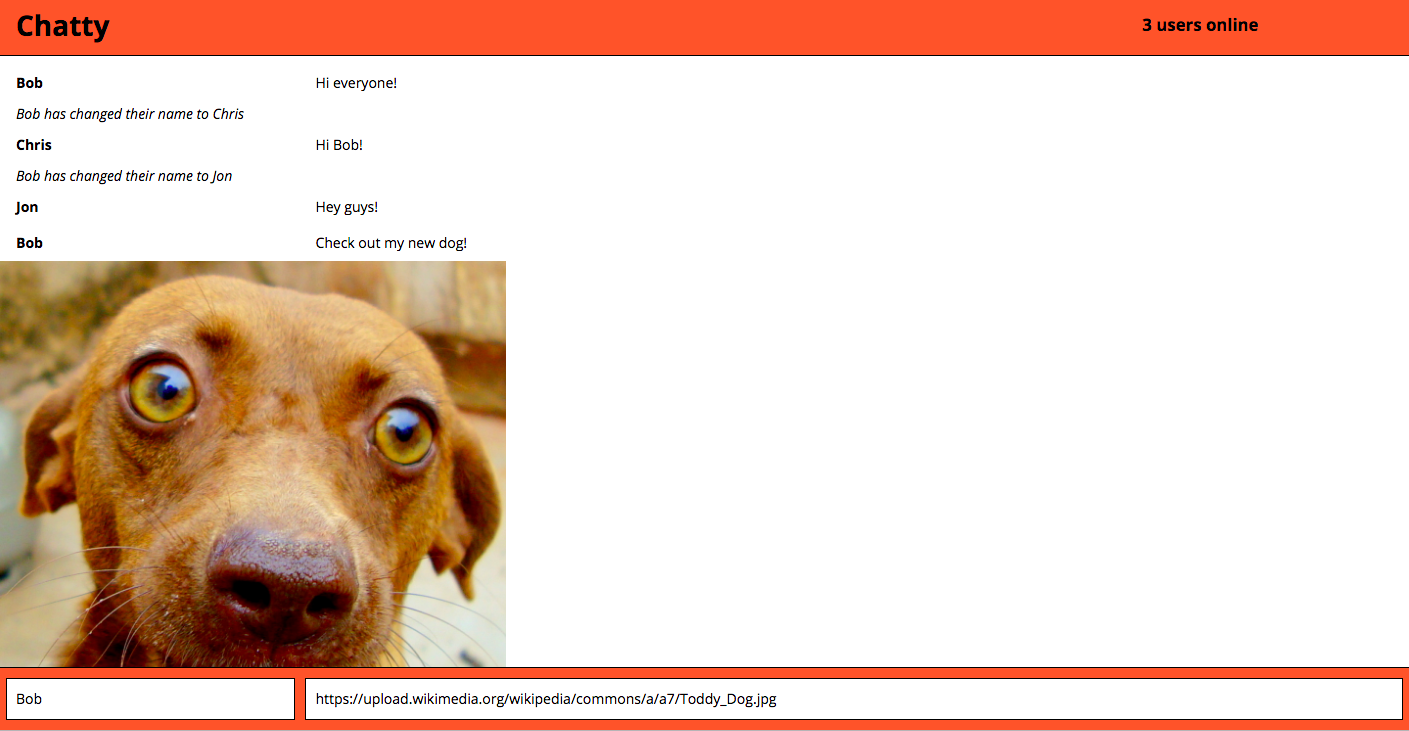 Chatty
3 users online
Bob Hi everyone!
Bob has changed their name to Chris
Chris Hi Bob!
Bob has changed their name to Jon
Jon Hey guys!
Bob Check out my new dog!
Bob https://upload.wikimedia.org/wikipedia/commons/a/a7/Toddy_Dog.jpg